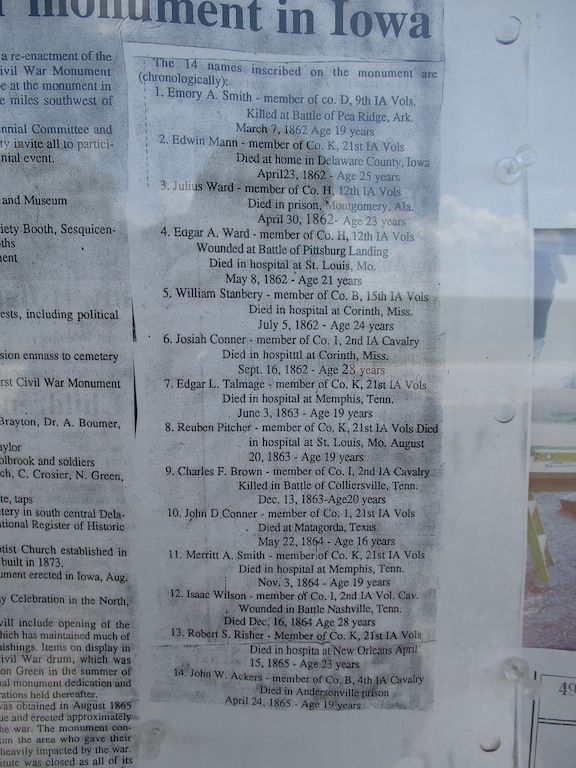 r monument in Iowa
a re-enactment of the
ivil War Monument
e at the monument in
e miles southwest of
ennial Committee and
ty invite all to partici-
nial event.
and Museum
iety Booth, Sesquicen-
oths
ent
ests, including political
sion enmass to cemetery
rst Civil War Monument
Brayton, Dr. A. Boumer,
aylor
olbrook and soldiers
ch, C. Crosier, N. Green,
te, taps
etery in south central Dela-
ational Register of Historic
ptist Church established in
built in 1873.
ument erected in Iowa, Aug.
ay Celebration in the North,
will include opening of the
hich has maintained much of
nishings. Items on display in
ivil War drum, which was
on Green in the summer of
al monument dedication and
rations held thereafter.
was obtained in August 1865
ue and erected approximately
he war. The monument con-
om the area who gave their
heavily impacted by the war.
itute was closed as all of its
The 14 names inscribed on the monument are
(chronologically):
1. Emory A. Smith - member of co. D, 9th IA Vols.
Killed at Battle of Pea Ridge, Ark.
March 7, 1862 Age 19 years
2. Edwin Mann - member of Co. K, 21st IA Vols
Died at home in Delaware County, Iowa
April23, 1862 - Age 25 years
3. Julius Ward - member of Co. H, 12th IA Vols
Died in prison, Montgomery, Ala.
April 30, 1862- Age 23 years
4. Eugar A. Ward - member of Co. H, 12th IA Vols
Wounded at Battle of Pittsburg Landing
Died in hospital at St. Louis, Mo.
May 8, 1862 - Age 21 years
5. William Stanbery - member of Co. B, 15th IA Vols
Died in hospital at Corinth, Miss.
July 5, 1862 - Age 24 years
6. Josiah Conner - member of Co. 1, 2nd IA Cavalry
Died in hospitttl at Corinth, Miss.
Sept. 16, 1862 - Age 28 years
7. Edgar L. Talmage - member of Co. K, 21st IA Vols
Died in hospital at Memphis, Tenn.
June 3, 1863 - Age 19 years
8. Reuben Pitcher - member of Co. K, 21st IA Vols Died
in hospital at St. Louis, Mo. August
20, 1863 - Age 19 years
9. Charles F. Brown - member of Co. I, 2nd IA Cavalry
Killed in Battle of Colliersville, Tenn.
Dec. 13, 1863-Age20 years
10. John D Conner - member of Co. 1, 21st IA Vols
Died at Matagorda, Texas
May 22, 1864 - Age 16 years
11. Merritt A. Smith - member of Co. K, 21st IA Vols
Died in hospital at Memphis, Tenn.
Nov. 3, 1864 - Age 19 years
12. Isaac Wilson - member of Co. I, 2nd IA Vol. Cav.
Wounded in Battle Nashville, Tenn.
Died Dec, 16, 1864 Age 28 years
13. Robert S. Risher - Member of Co. K, 21st IA Vols
Died in hospita at New Orleans April
15, 1865 - Age 23 years
14. John W. Ackers - member of Co. B, 4th IA Cavalry
Died in Andersonville prison
April 24, 1865 - Age 19 years